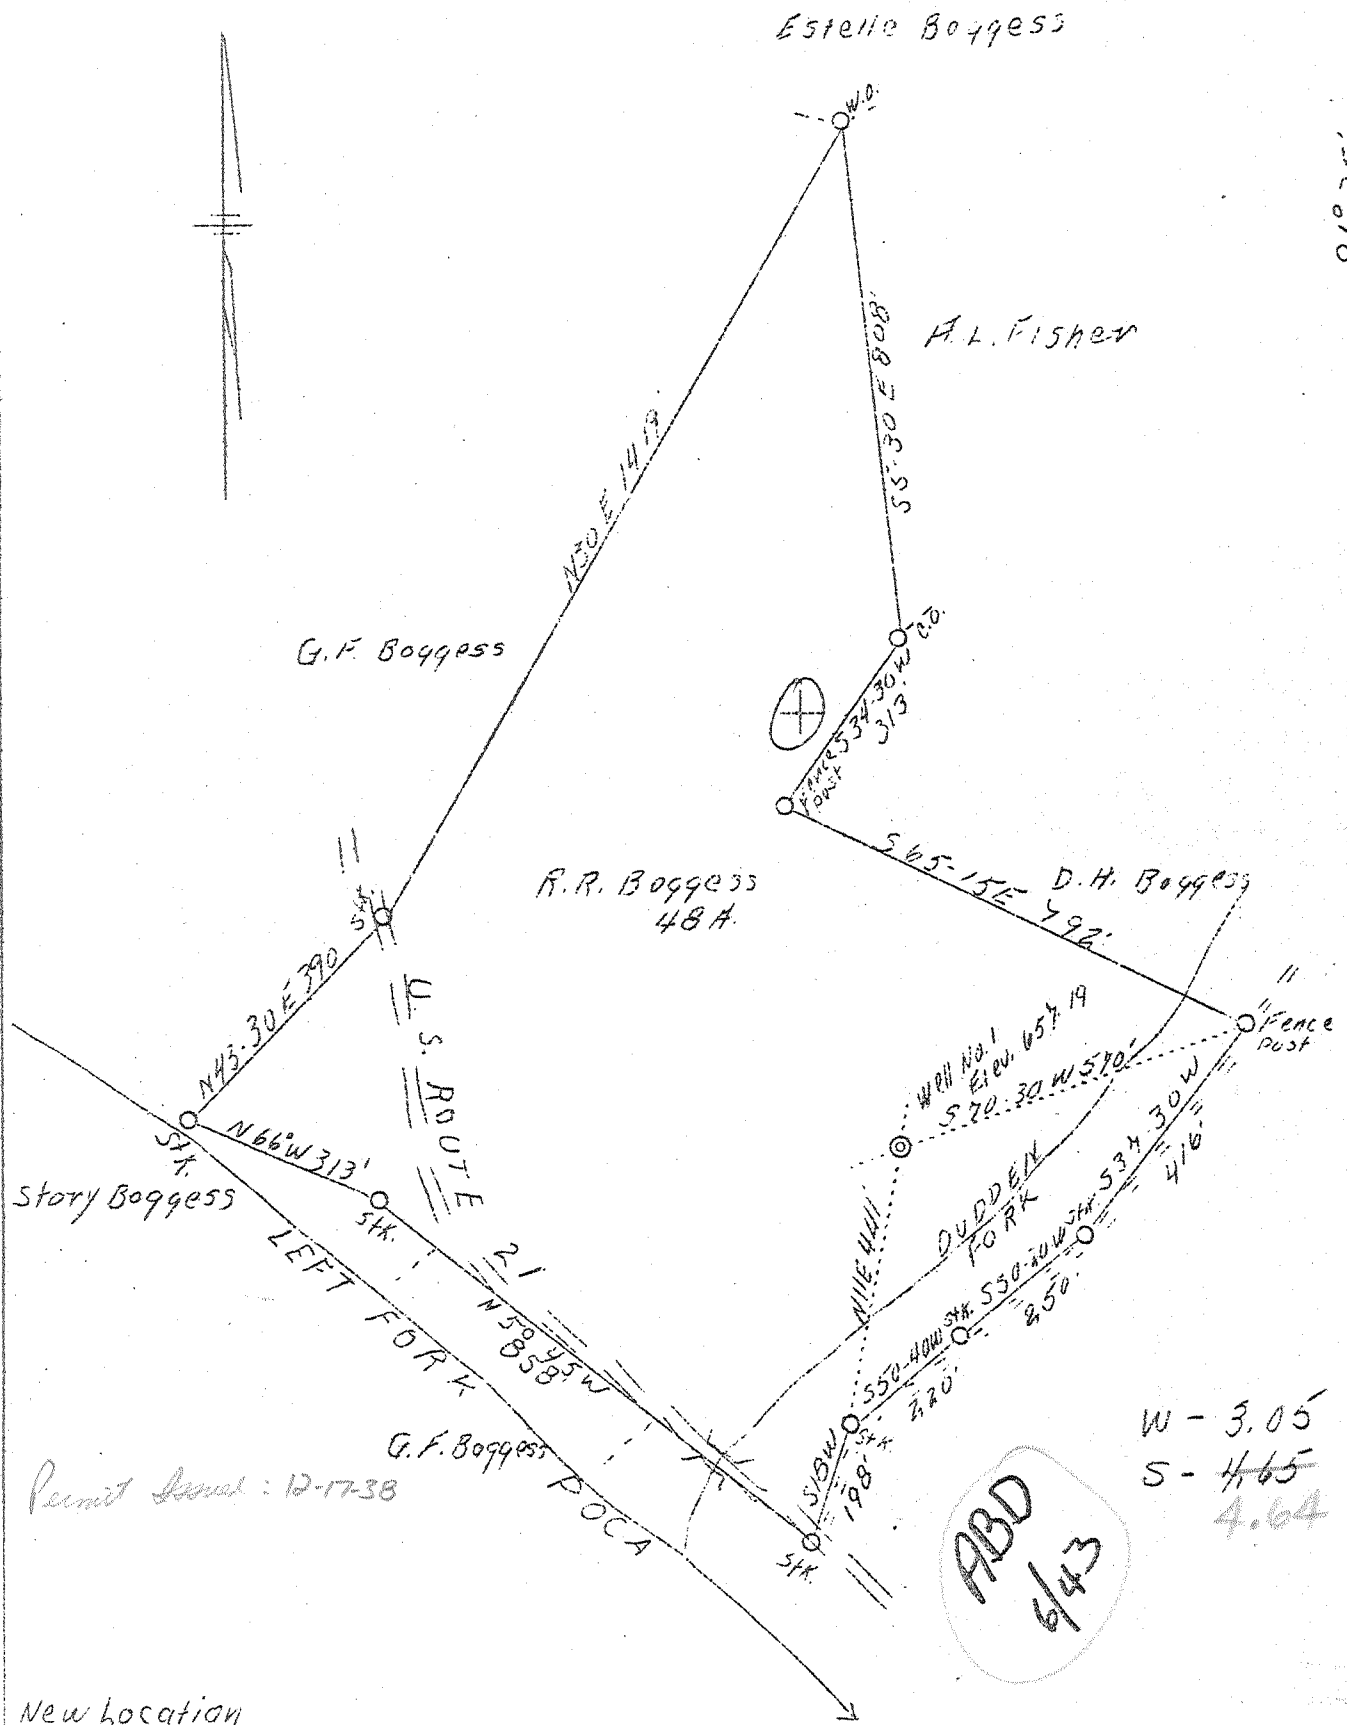 Estelle Boggess
W.O.
A.L. Fisher
S5-30 E 808'
N30 E 1419'
C.O.
G.F. Boggess
S34-30W
313'
Fence
Post
S65-15E
792'
D.H. Boggess
R.R. Boggess
48 A.
Stk
N43-30E 390
U.S. ROUTE
21
Fence
Post
Well No.1
Elev. 657.19
S70-30W 570'
S37-30W
416'
Stk.
N66°W 313'
Stk.
Story Boggess
Stk.
DUDDEN
FORK
N11E 441
S50-40W
250'
Stk.
S50-40W
220'
Stk.
LEFT FORK
POCA
N 50-45W
858'
G.F. Boggess
S18W
198'
Stk.
W - 3.05
S - 4.65
4.64
Permit Issued: 12-17-38
ABD
6/43
New Location